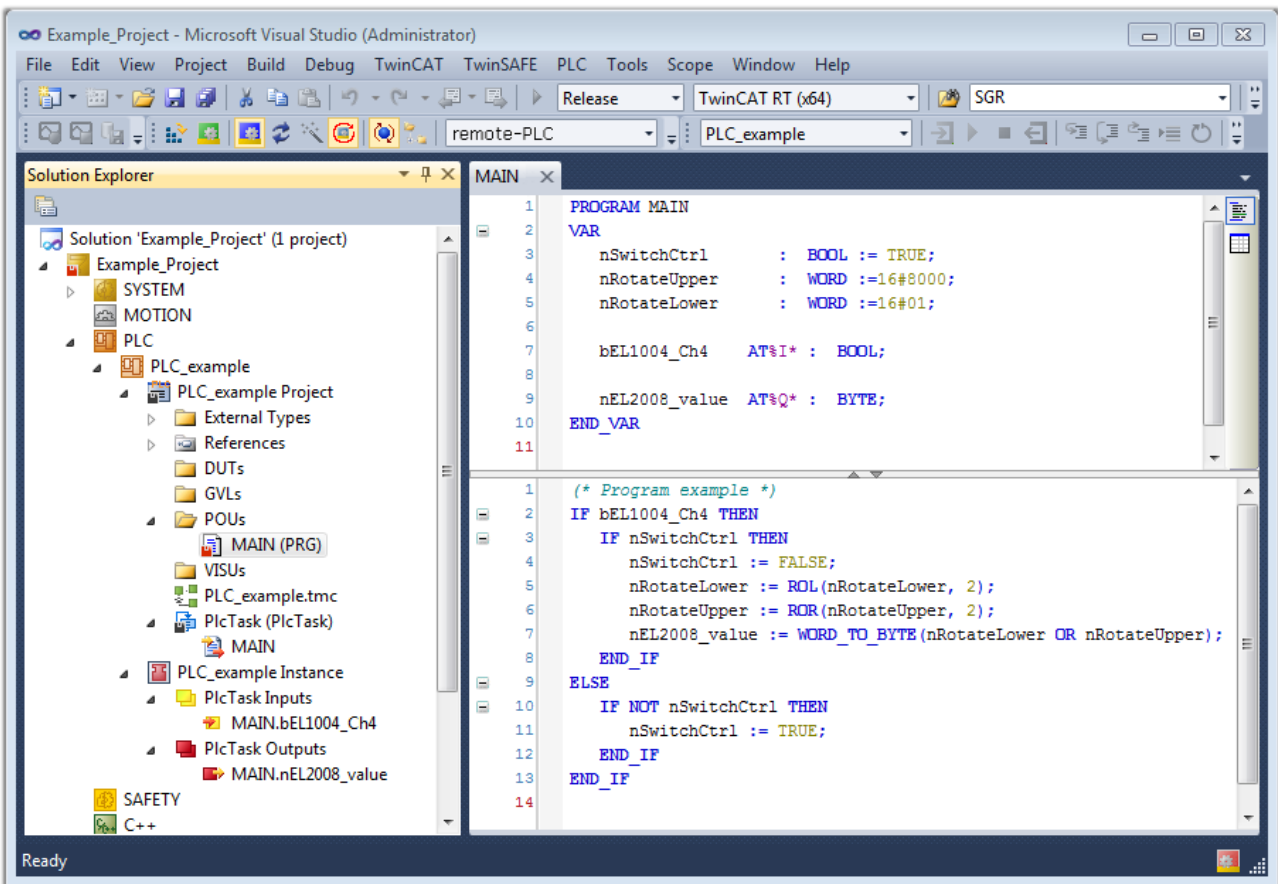 Example_Project - Microsoft Visual Studio (Administrator)
File Edit View Project Build Debug TwinCAT TwinSAFE PLC Tools Scope Window Help
Release TwinCAT RT (x64) SGR
remote-PLC PLC_example
Solution Explorer
Solution 'Example_Project' (1 project)
Example_Project
SYSTEM
MOTION
PLC
PLC_example
PLC_example Project
External Types
References
DUTs
GVLs
POUs
MAIN (PRG)
VISUs
PLC_example.tmc
PlcTask (PlcTask)
MAIN
PLC_example Instance
PlcTask Inputs
MAIN.bEL1004_Ch4
PlcTask Outputs
MAIN.nEL2008_value
SAFETY
C++
MAIN
1 PROGRAM MAIN
2 VAR
3 nSwitchCtrl : BOOL := TRUE;
4 nRotateUpper : WORD :=16#8000;
5 nRotateLower : WORD :=16#01;
6
7 bEL1004_Ch4 AT%I* : BOOL;
8
9 nEL2008_value AT%Q* : BYTE;
10 END_VAR
11
1 (* Program example *)
2 IF bEL1004_Ch4 THEN
3 IF nSwitchCtrl THEN
4 nSwitchCtrl := FALSE;
5 nRotateLower := ROL(nRotateLower, 2);
6 nRotateUpper := ROR(nRotateUpper, 2);
7 nEL2008_value := WORD_TO_BYTE(nRotateLower OR nRotateUpper);
8 END_IF
9 ELSE
10 IF NOT nSwitchCtrl THEN
11 nSwitchCtrl := TRUE;
12 END_IF
13 END_IF
14
Ready